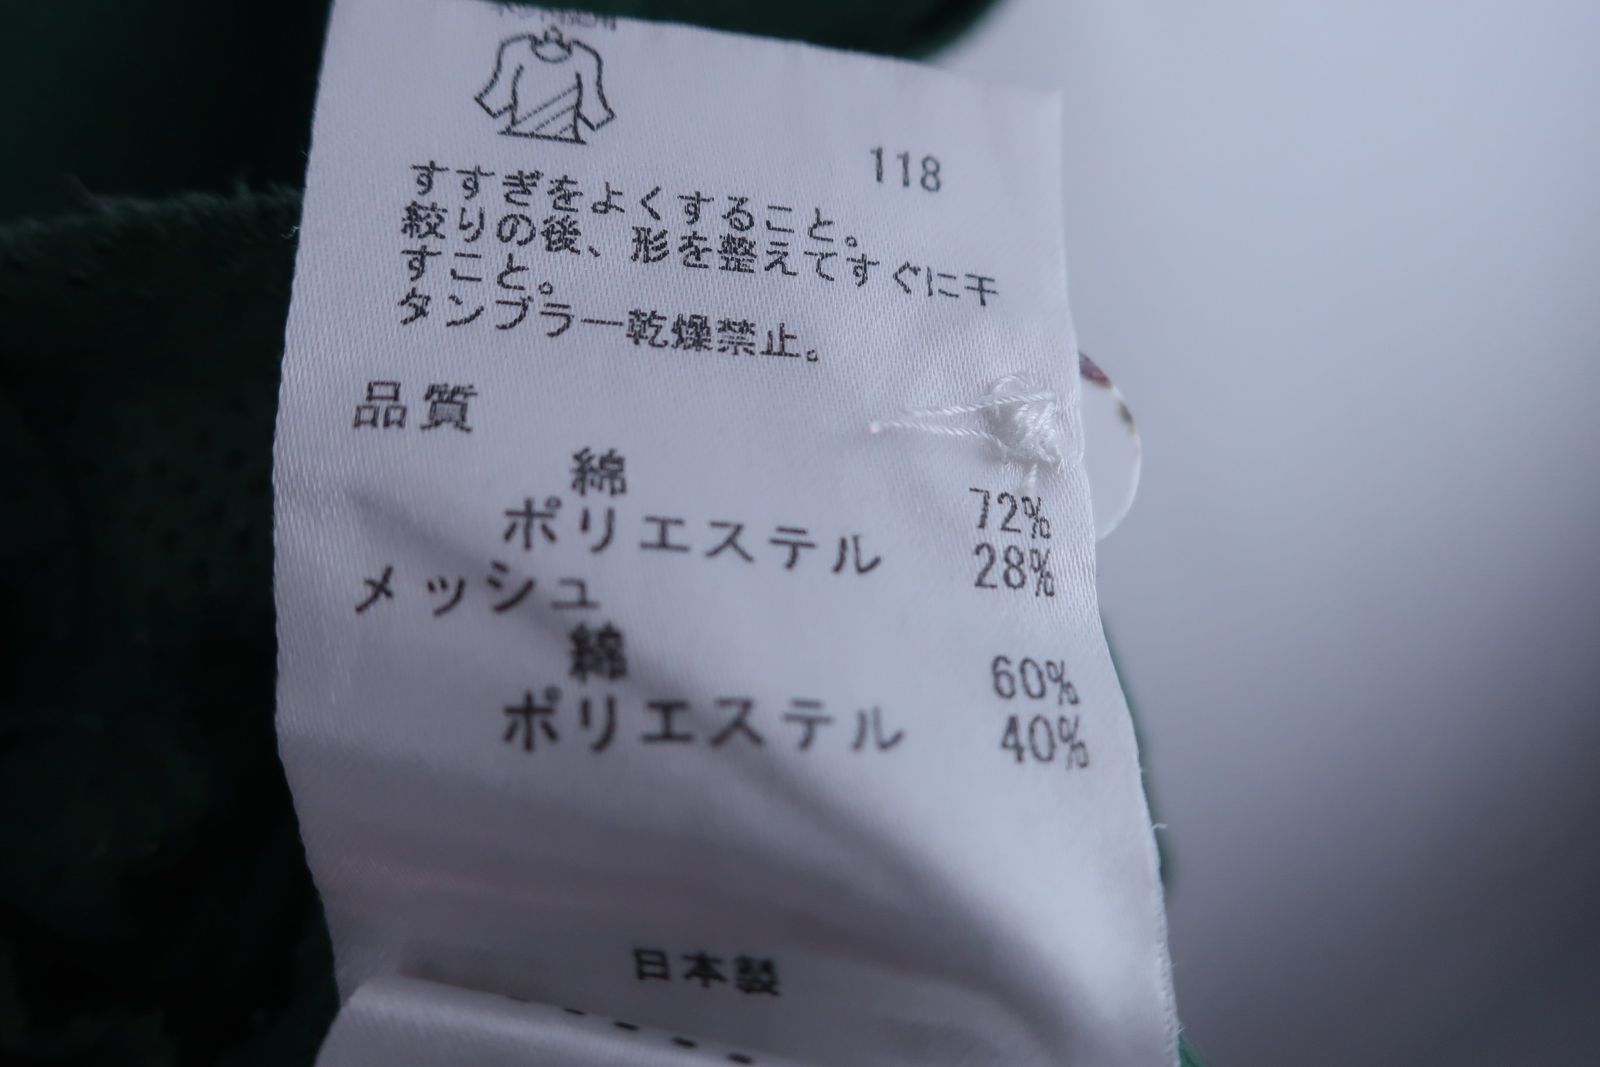 118
すすぎをよくすること。
絞りの後、形を整えてすぐに干
すこと。
タンブラー乾燥禁止。
品質
綿 72%
ポリエステル 28%
メッシュ
綿 60%
ポリエステル 40%
日本製